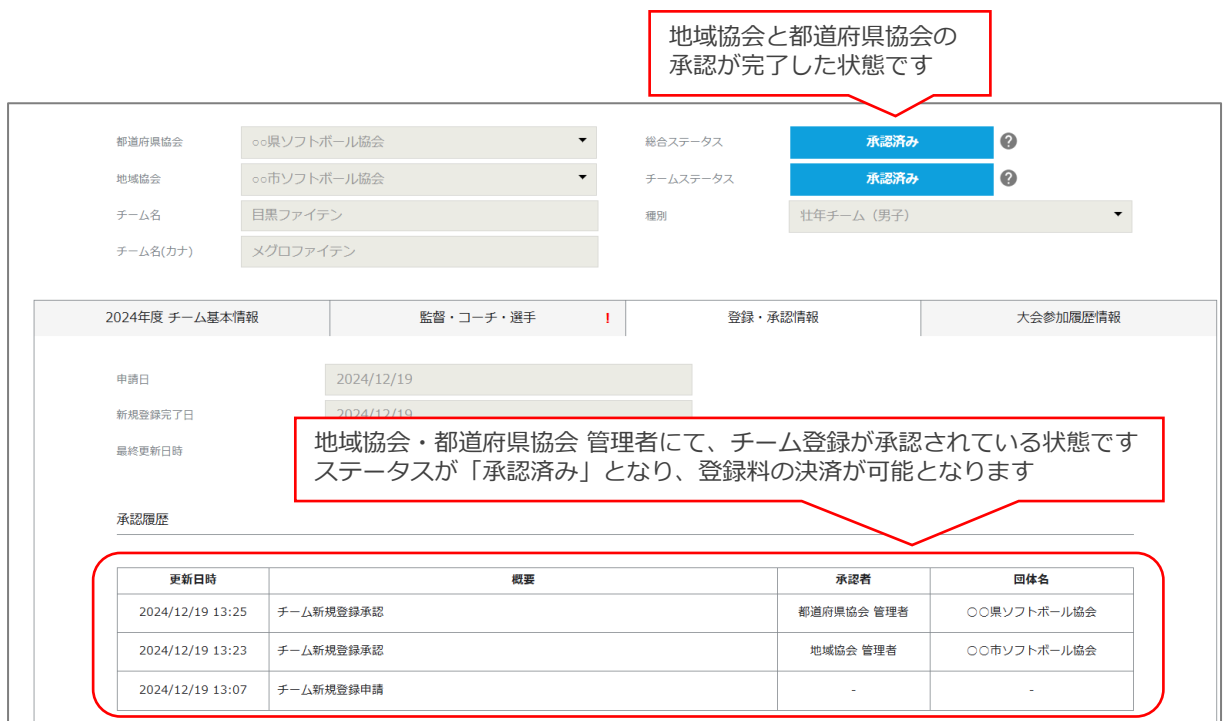 地域協会と都道府県協会の
承認が完了した状態です
都道府県協会 ○○県ソフトボール協会 総合ステータス 承認済み ?
地域協会 ○○市ソフトボール協会 チームステータス 承認済み ?
チーム名 目黒ファイテン 種別 壮年チーム（男子）
チーム名(カナ) メグロファイテン
2024年度 チーム基本情報 監督・コーチ・選手 ! 登録・承認情報 大会参加履歴情報
申請日 2024/12/19
新規登録完了日 2024/12/19
地域協会・都道府県協会 管理者にて、チーム登録が承認されている状態です
最終更新日時
ステータスが「承認済み」となり、登録料の決済が可能となります
承認履歴
更新日時 概要 承認者 団体名
2024/12/19 13:25 チーム新規登録承認 都道府県協会 管理者 ○○県ソフトボール協会
2024/12/19 13:23 チーム新規登録承認 地域協会 管理者 ○○市ソフトボール協会
2024/12/19 13:07 チーム新規登録申請 - -